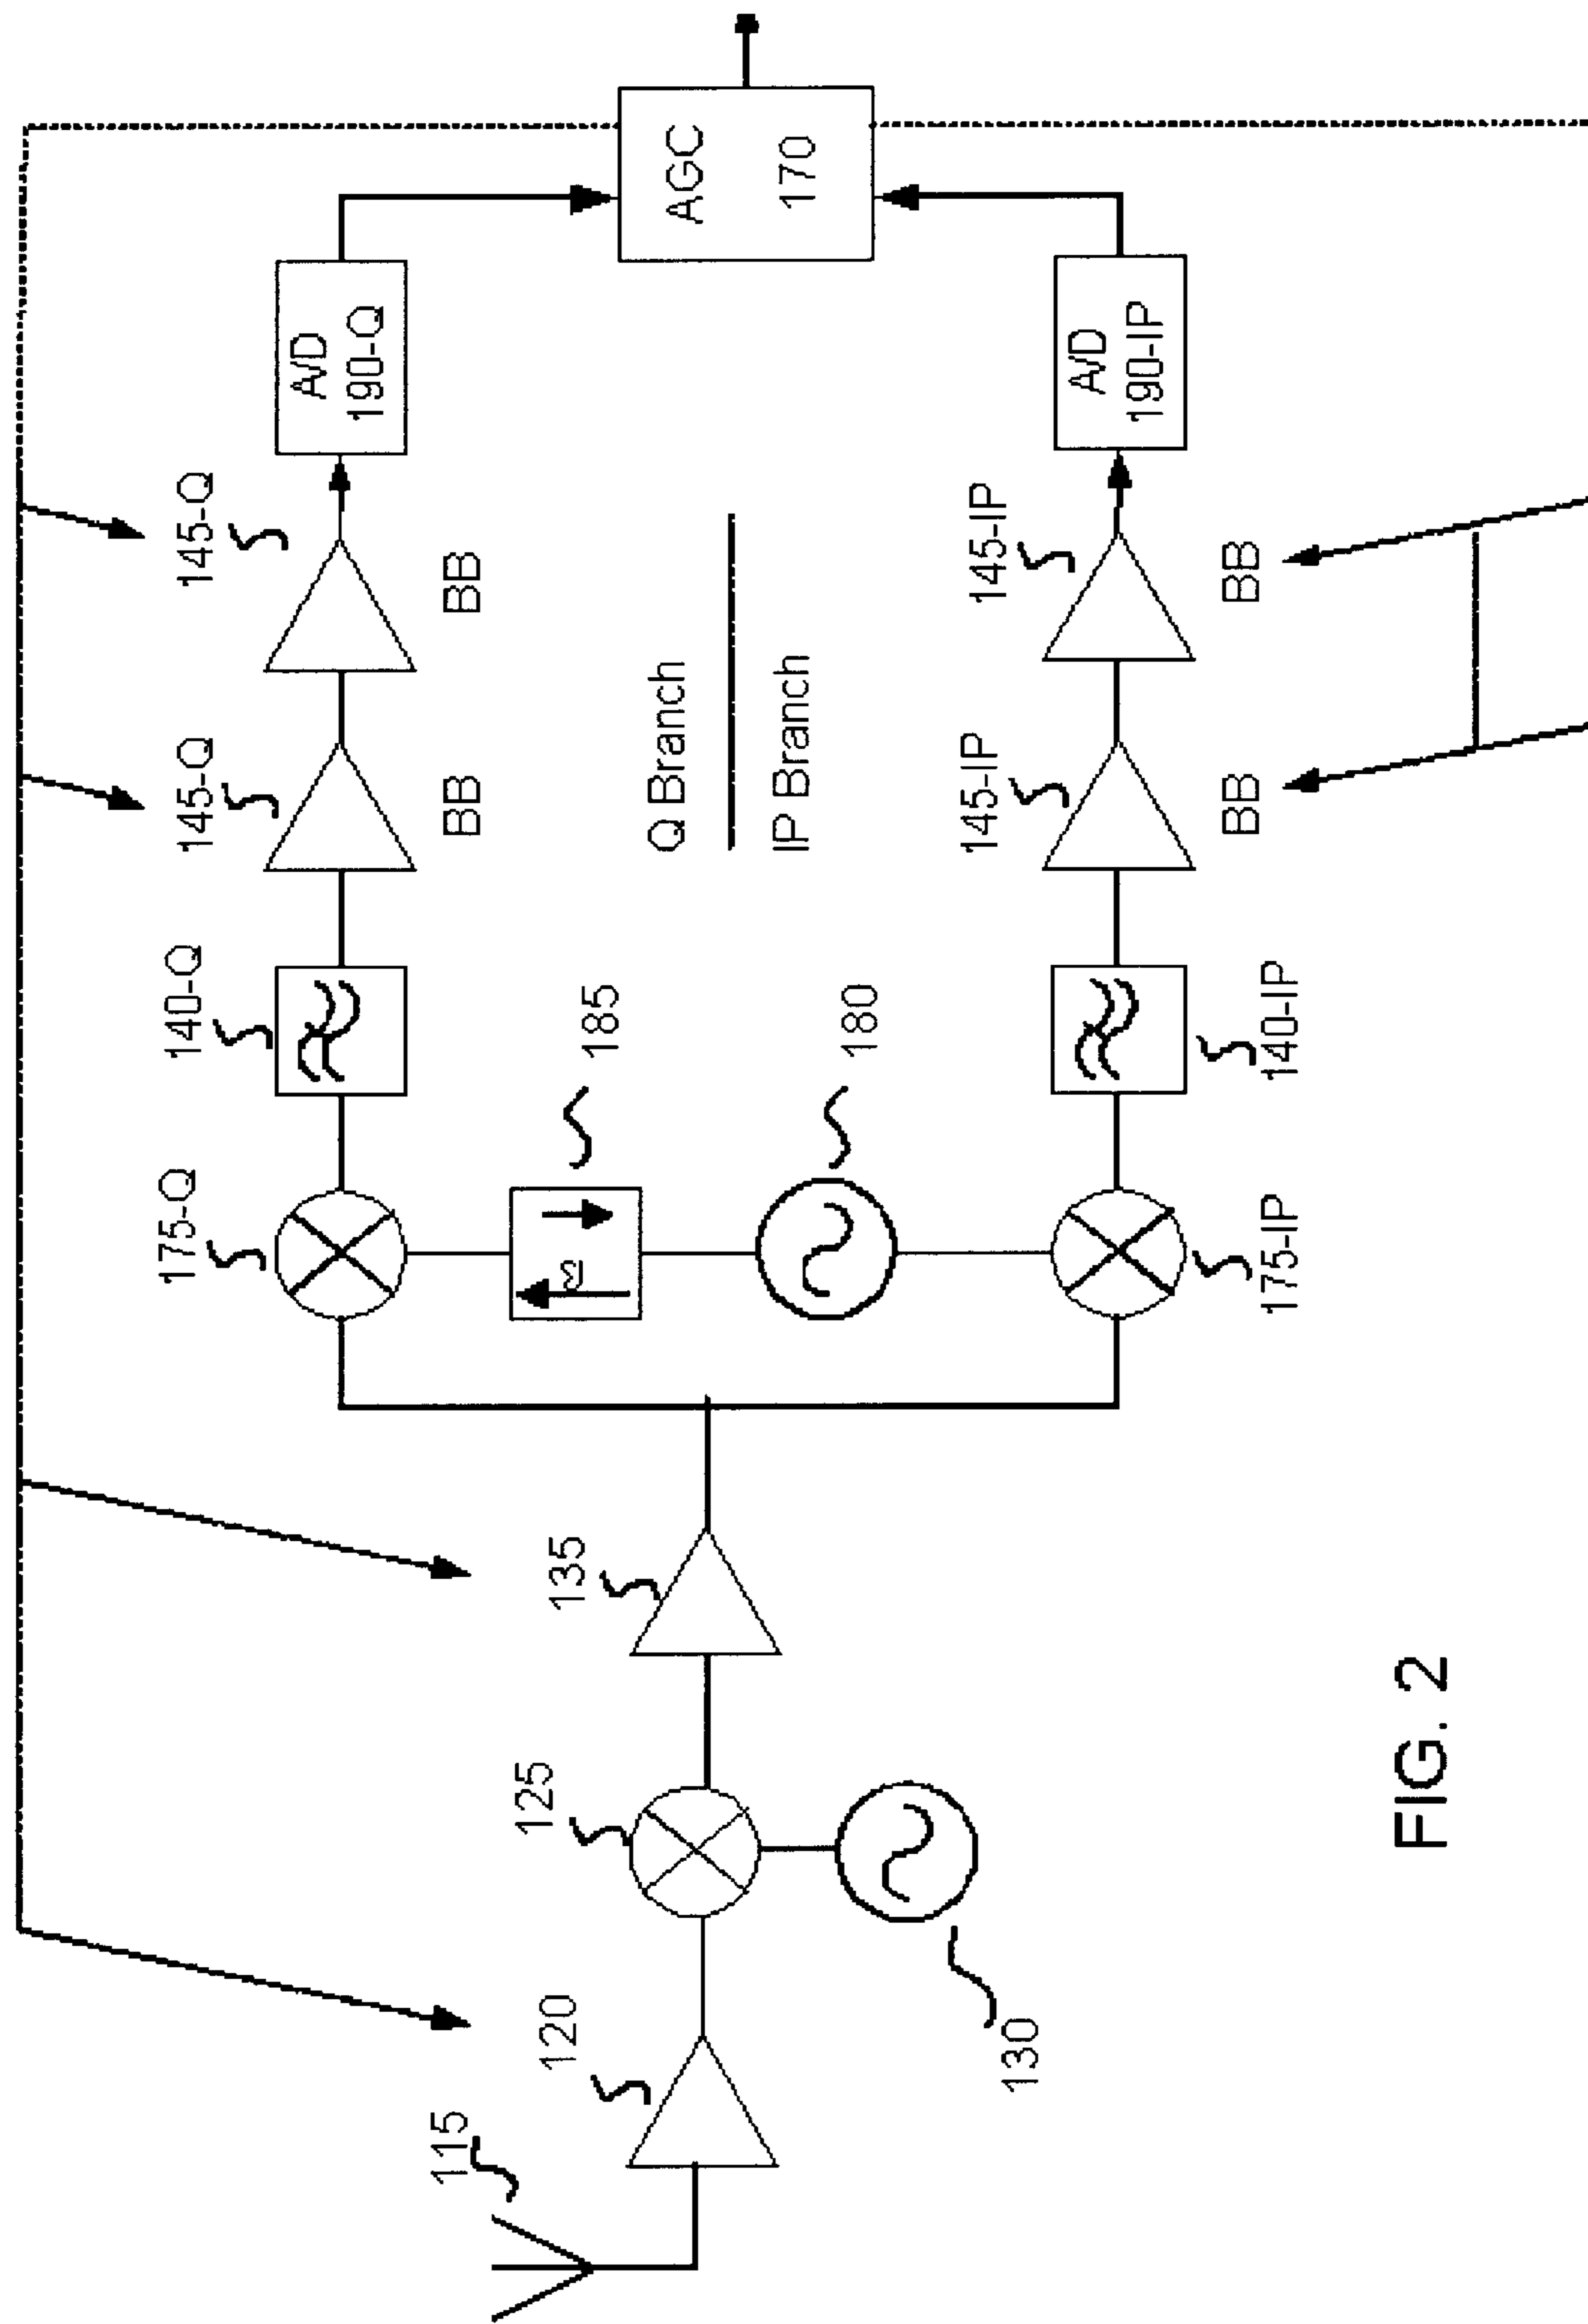 115
120
125
130
135
175-Q
140-Q
145-Q
145-Q
BB
BB
A/D
190-Q
185
180
Q Branch
IP Branch
AGC
170
175-IP
140-IP
145-IP
145-IP
BB
BB
A/D
190-IP
FIG. 2